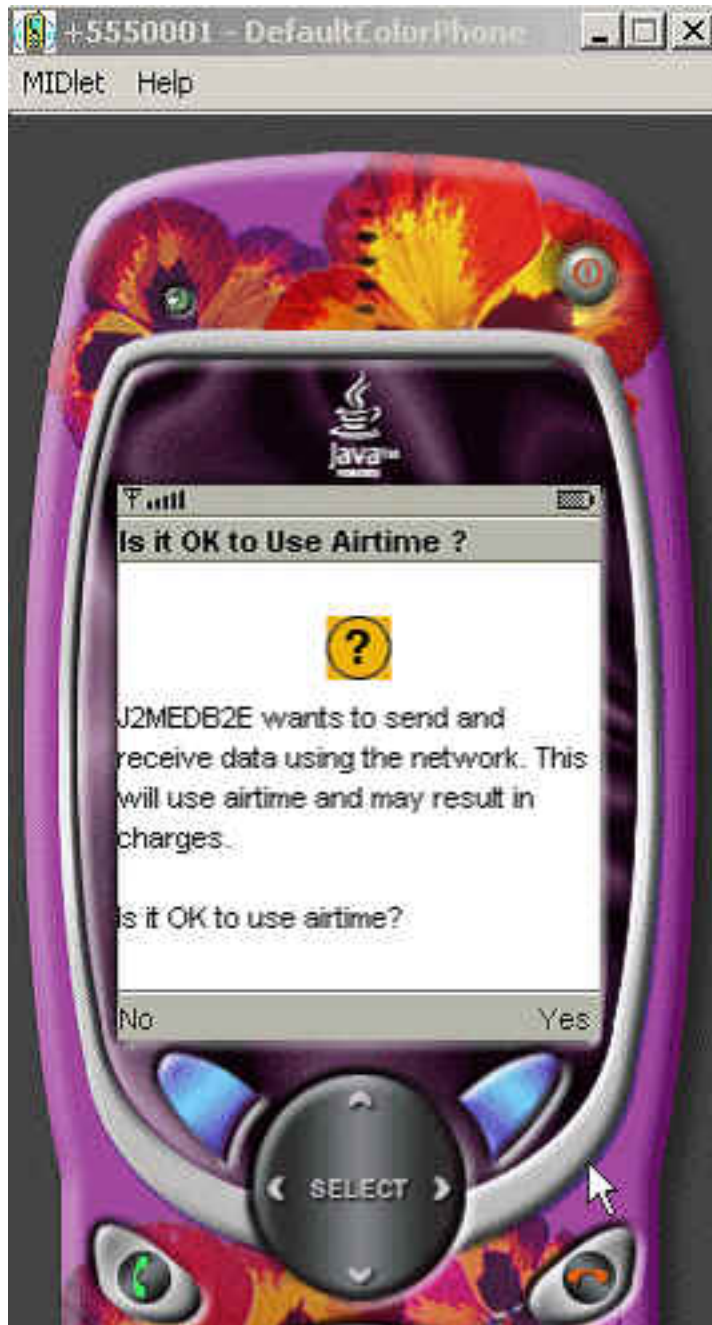 +5550001 - DefaultColorPhone
MIDlet Help
Java™
Is it OK to Use Airtime ?
?
J2MEDB2E wants to send and
receive data using the network. This
will use airtime and may result in
charges.
Is it OK to use airtime?
No Yes
SELECT